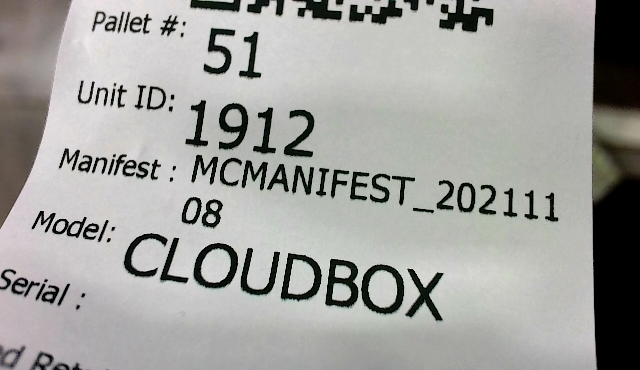 Pallet #: 51
Unit ID: 1912
Manifest : MCMANIFEST_202111
08
Model: CLOUDBOX
Serial :